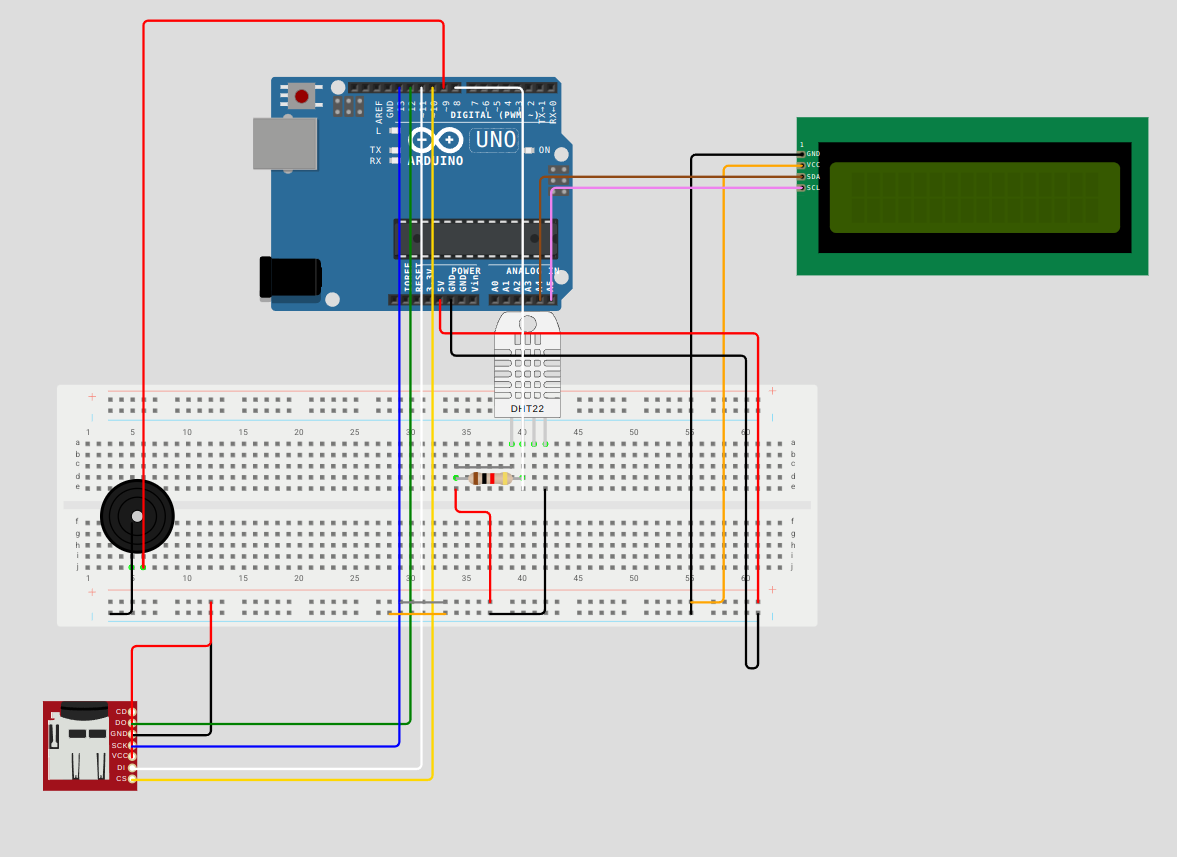 AREF
GND
13
12
~11
~10
~9
8
7
~6
~5
4
~3
2
TX→1
RX←0
DIGITAL (PWM ~)
L
TX
RX
UNO
ON
ARDUINO
1
GND
VCC
SDA
SCL
POWER
ANALOG IN
IOREF
RESET
3.3V
5V
GND
GND
Vin
A0
A1
A2
A3
A4
A5
DHT22
+ +
1 5 10 15 20 25 30 35 40 45 50 55 60
a a
b b
c c
d d
e e
f f
g g
h h
i i
j j
1 5 10 15 20 25 30 35 40 45 50 55 60
+ +
CD
DO
GND
SCK
VCC
DI
CS